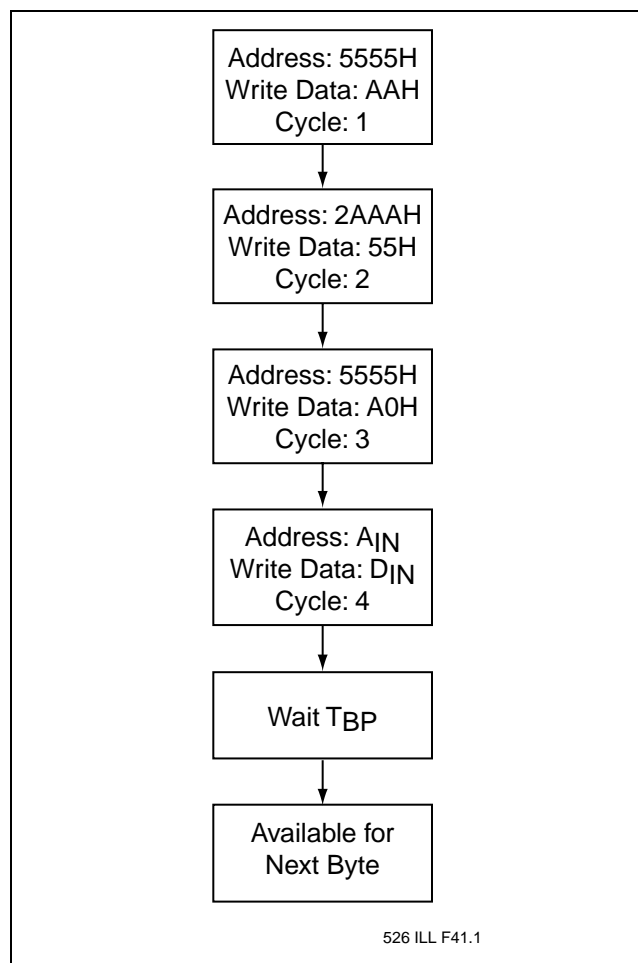 Address: 5555H
Write Data: AAH
Cycle: 1
Address: 2AAAH
Write Data: 55H
Cycle: 2
Address: 5555H
Write Data: A0H
Cycle: 3
Address: AIN
Write Data: DIN
Cycle: 4
Wait TBP
Available for
Next Byte
526 ILL F41.1